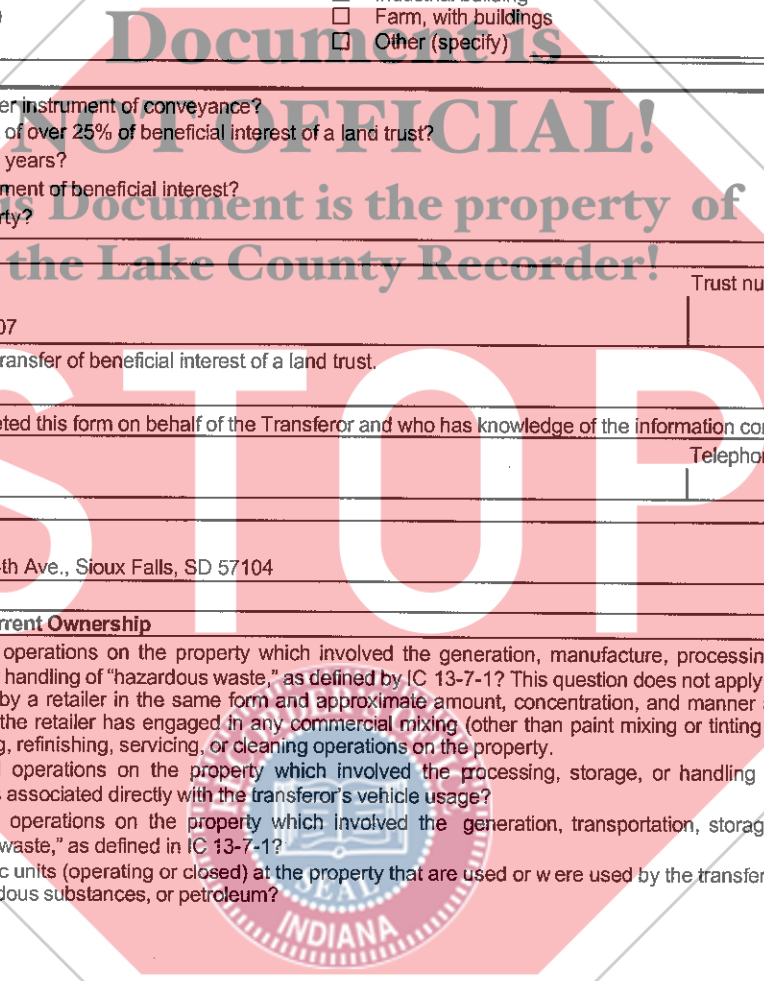 ☐ Farm, with buildings
☐ Other (specify)
Document is
er instrument of conveyance?
NOT OFFICIAL!
of over 25% of beneficial interest of a land trust?
years?
ment of beneficial interest?
is Document is the property of
rty?
the Lake County Recorder!
Trust nu
07
ransfer of beneficial interest of a land trust.
STOP
eted this form on behalf of the Transferor and who has knowledge of the information co
Telepho
th Ave., Sioux Falls, SD 57104
rrent Ownership
operations on the property which involved the generation, manufacture, processin
handling of "hazardous waste," as defined by IC 13-7-1? This question does not apply
by a retailer in the same form and approximate amount, concentration, and manner
the retailer has engaged in any commercial mixing (other than paint mixing or tinting
g, refinishing, servicing, or cleaning operations on the property.
operations on the property which involved the processing, storage, or handling
s associated directly with the transferor's vehicle usage?
operations on the property which involved the generation, transportation, storag
waste," as defined in IC 13-7-1?
c units (operating or closed) at the property that are used or w ere used by the transfer
dous substances, or petroleum?
SEAL
INDIANA